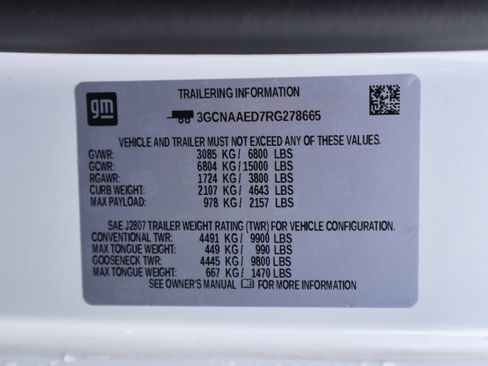 gm
TRAILERING INFORMATION
3GCNAAED7RG278665
VEHICLE AND TRAILER MUST NOT EXCEED ANY OF THESE VALUES.
GVWR: 3085 KG / 6800 LBS
GCWR: 6804 KG / 15000 LBS
RGAWR: 1724 KG / 3800 LBS
CURB WEIGHT: 2107 KG / 4643 LBS
MAX PAYLOAD: 978 KG / 2157 LBS
SAE J2807 TRAILER WEIGHT RATING (TWR) FOR VEHICLE CONFIGURATION.
CONVENTIONAL TWR: 4491 KG / 9900 LBS
MAX TONGUE WEIGHT: 449 KG / 990 LBS
GOOSENECK TWR: 4445 KG / 9800 LBS
MAX TONGUE WEIGHT: 667 KG / 1470 LBS
SEE OWNER'S MANUAL FOR MORE INFORMATION